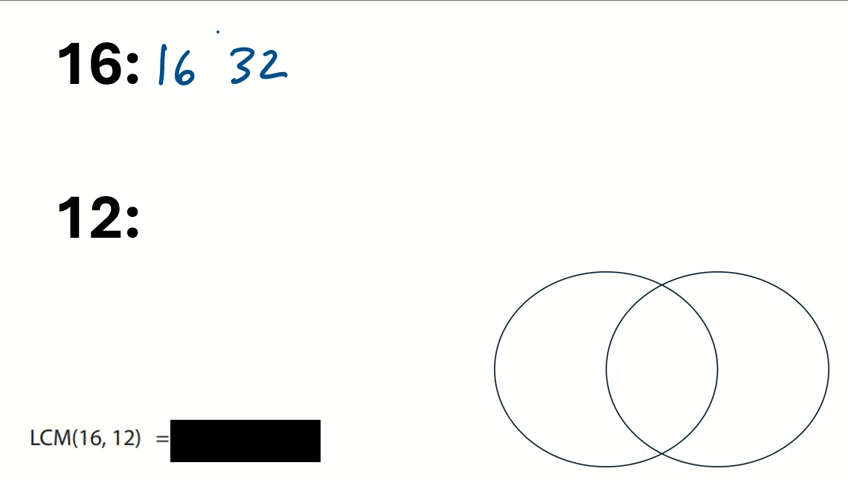 16: 16 32
12:
LCM(16, 12) =